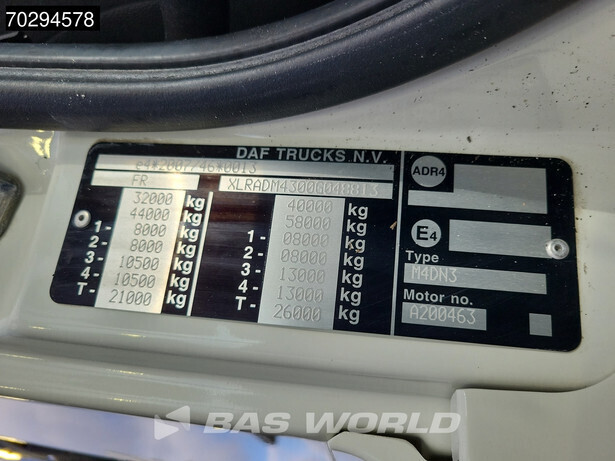 70294578
DAF TRUCKS N.V.
e4*2007/46*0013
FR XLRADM4300G048813
32000 kg 40000 kg
44000 kg 58000 kg
1- 8000 kg 1- 08000 kg
2- 8000 kg 2- 08000 kg
3- 10500 kg 3- 13000 kg
4- 10500 kg 4- 13000 kg
T- 21000 kg T- 26000 kg
ADR4
E4
Type
M4DN3
Motor no.
A200463
BAS WORLD